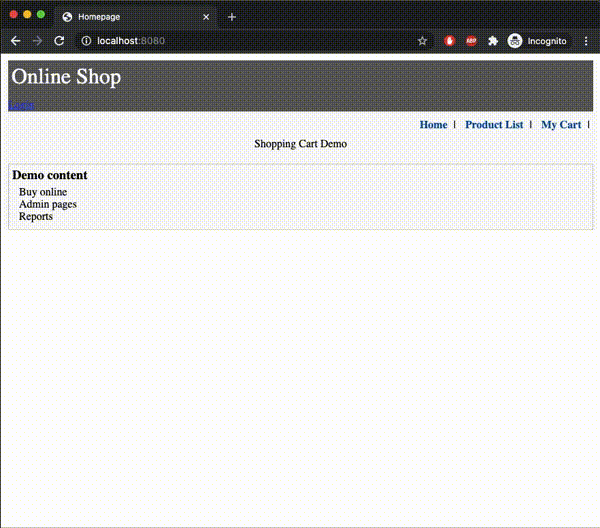 Homepage
localhost:8080
ABP
Incognito
Online Shop
Home | Product List | My Cart |
Shopping Cart Demo
Demo content
Buy online
Admin pages
Reports